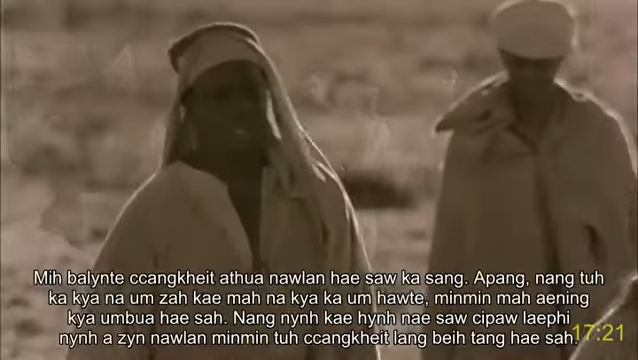 Mih balynte ccangkheit athua nawlan hae saw ka sang. Apang, nang tuh
ka kya na um zah kae mah na kya ka um hawte, minmin mah aening
kya umbua hae sah. Nang nynh kae hynh nae saw cipaw laephi
nynh a zyn nawlan minmin tuh ccangkheit lang beih tang hae sah.
17:21